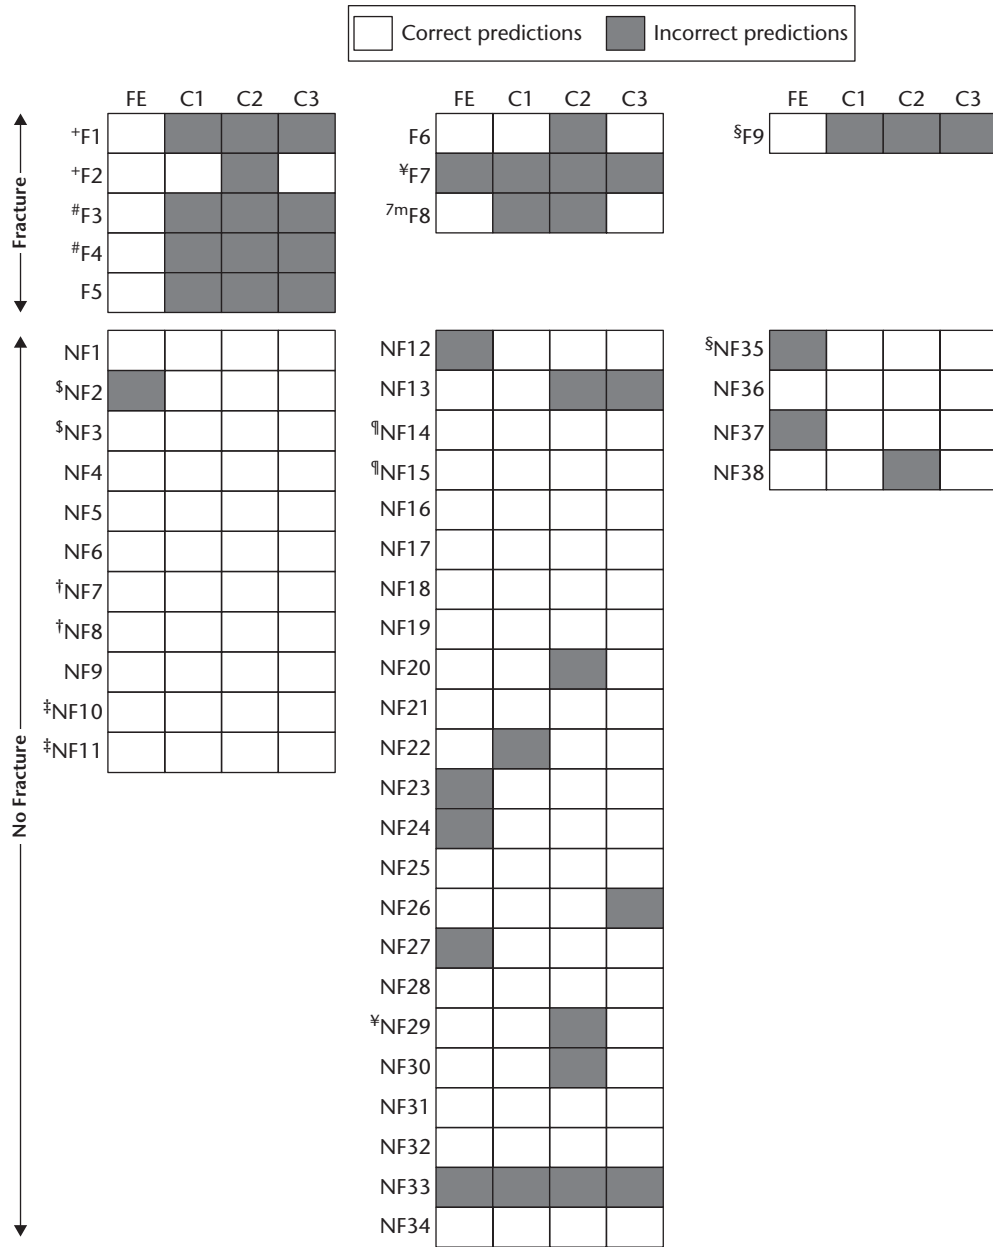 Correct predictions Incorrect predictions
FE C1 C2 C3 FE C1 C2 C3 FE C1 C2 C3
Fracture
+F1 F6 §F9
+F2 ¥F7
#F3 7mF8
#F4
F5
No Fracture
NF1 NF12 §NF35
$NF2 NF13 NF36
$NF3 ¶NF14 NF37
NF4 ¶NF15 NF38
NF5 NF16
NF6 NF17
†NF7 NF18
†NF8 NF19
NF9 NF20
‡NF10 NF21
‡NF11 NF22
NF23
NF24
NF25
NF26
NF27
NF28
¥NF29
NF30
NF31
NF32
NF33
NF34